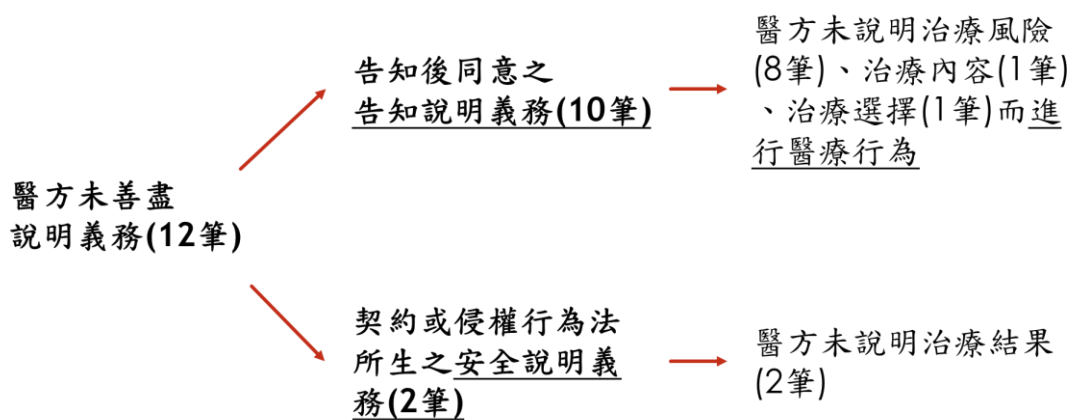 醫方未善盡
說明義務(12筆)
告知後同意之
告知說明義務(10筆)
醫方未說明治療風險
(8筆)、治療內容(1筆)
、治療選擇(1筆)而進
行醫療行為
契約或侵權行為法
所生之安全說明義
務(2筆)
醫方未說明治療結果
(2筆)